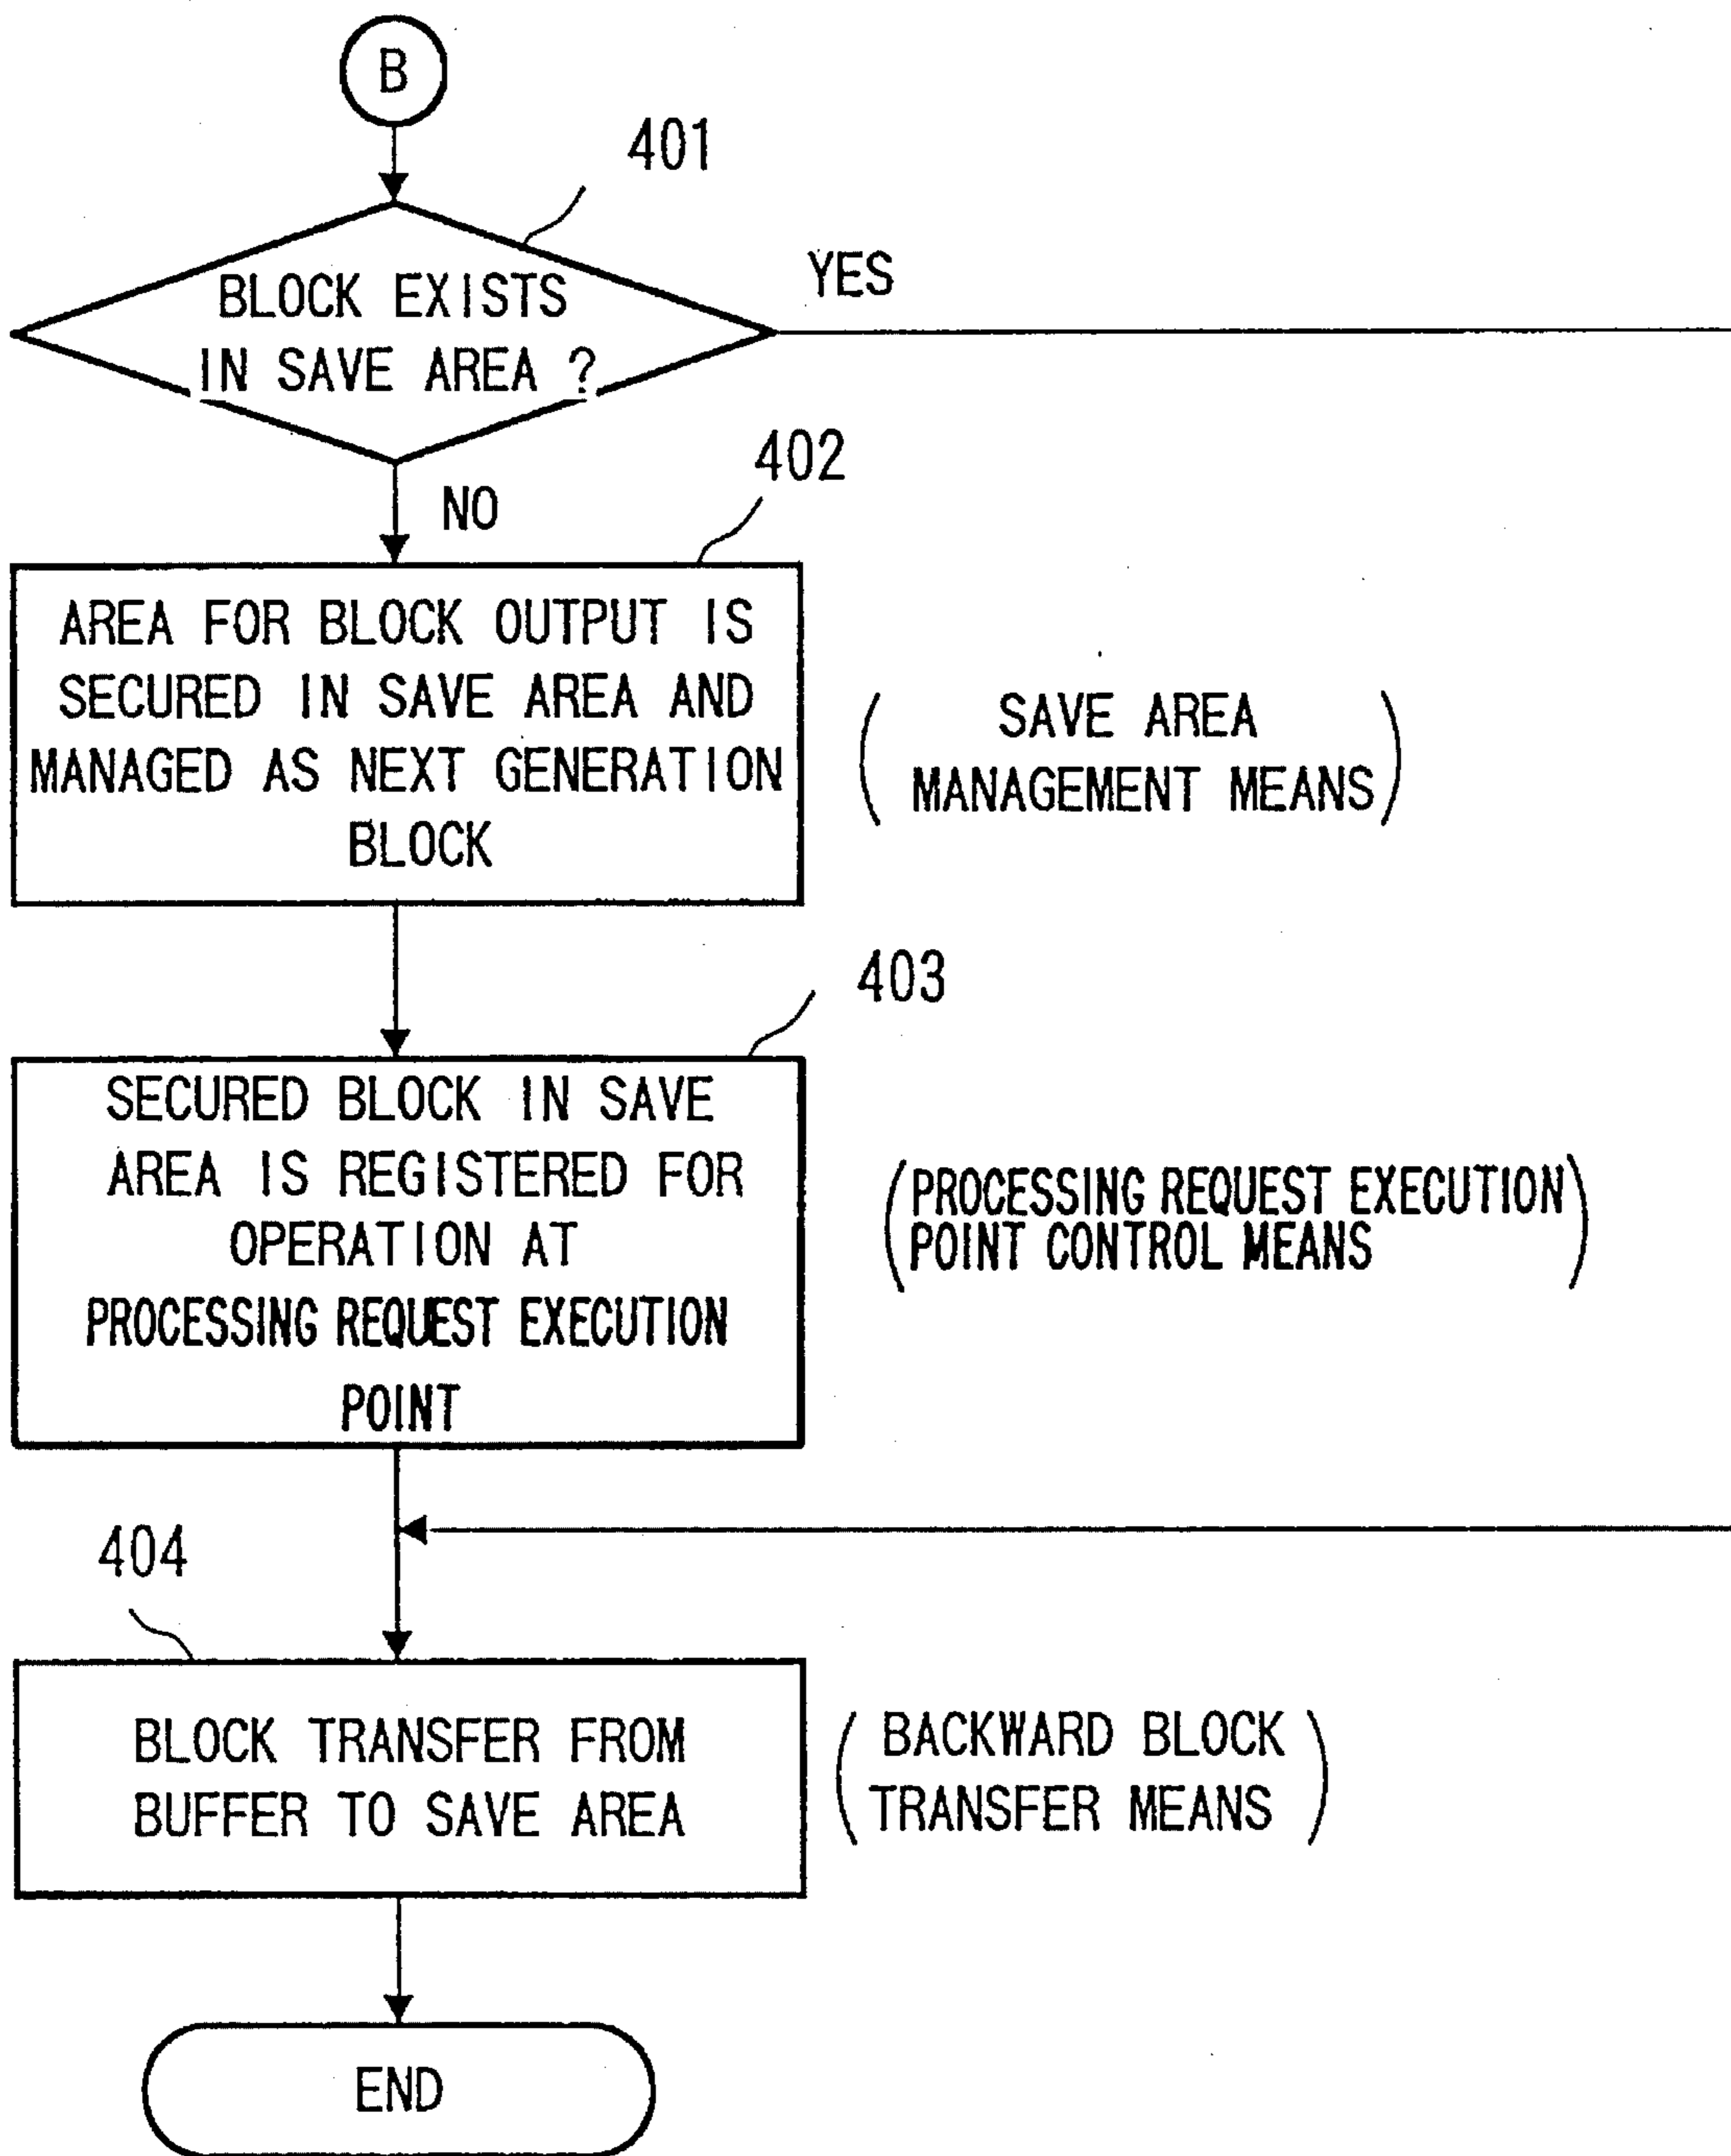 B
401
BLOCK EXISTS
IN SAVE AREA ?
YES
NO
402
AREA FOR BLOCK OUTPUT IS
SECURED IN SAVE AREA AND
MANAGED AS NEXT GENERATION
BLOCK
( SAVE AREA
MANAGEMENT MEANS )
403
SECURED BLOCK IN SAVE
AREA IS REGISTERED FOR
OPERATION AT
PROCESSING REQUEST EXECUTION
POINT
( PROCESSING REQUEST EXECUTION
POINT CONTROL MEANS )
404
BLOCK TRANSFER FROM
BUFFER TO SAVE AREA
( BACKWARD BLOCK
TRANSFER MEANS )
END